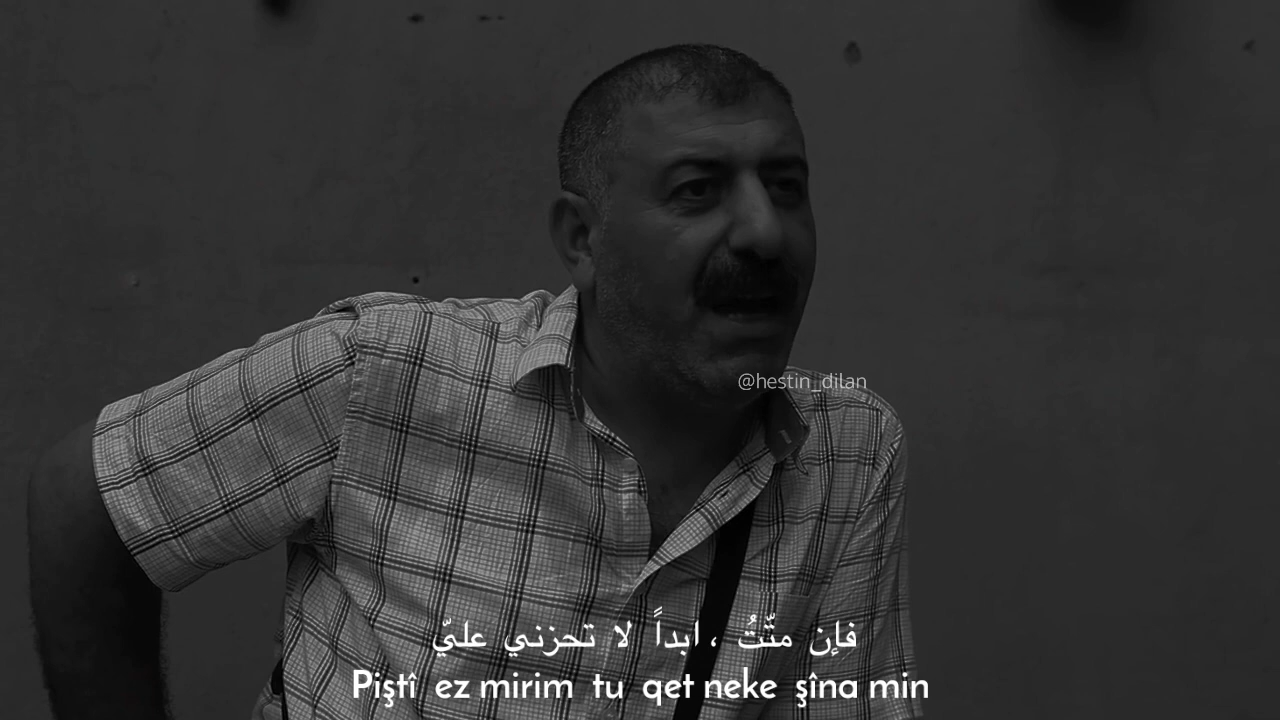 @hestin_dilan
فإن متّتُ ، ابداً لا تحزني عليّ
Piştî ez mirim tu qet neke şîna min